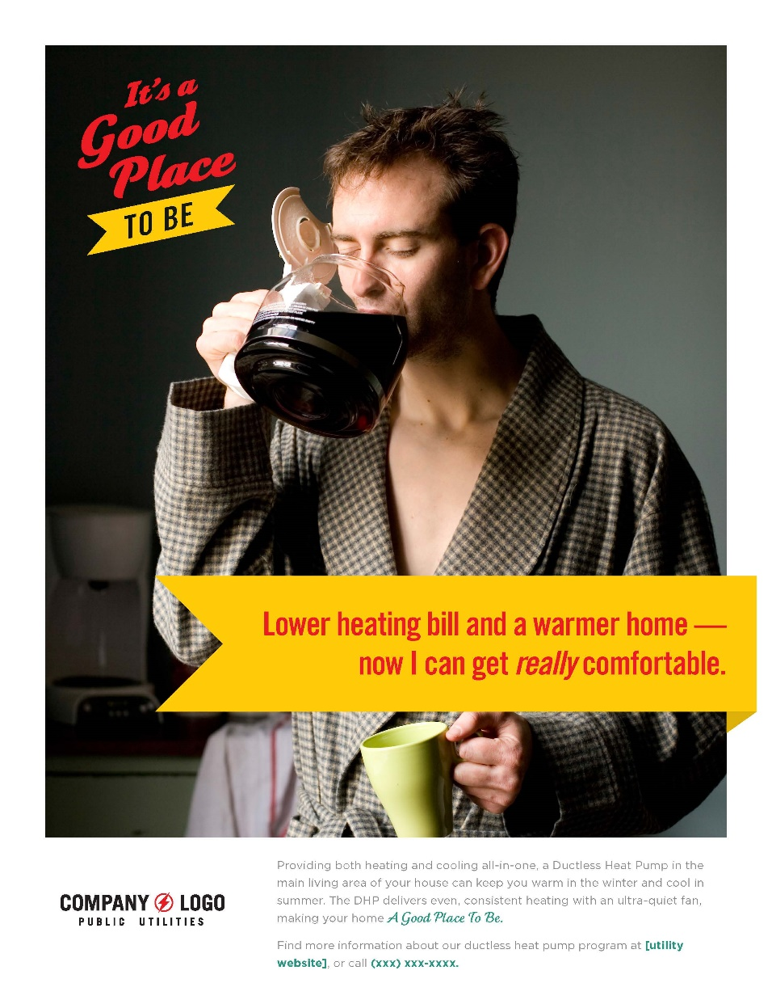 It's a
Good
Place
TO BE
Lower heating bill and a warmer home —
now I can get really comfortable.
COMPANY LOGO
PUBLIC UTILITIES
Providing both heating and cooling all-in-one, a Ductless Heat Pump in the
main living area of your house can keep you warm in the winter and cool in
summer. The DHP delivers even, consistent heating with an ultra-quiet fan,
making your home A Good Place To Be.
Find more information about our ductless heat pump program at [utility
website], or call (xxx) xxx-xxxx.